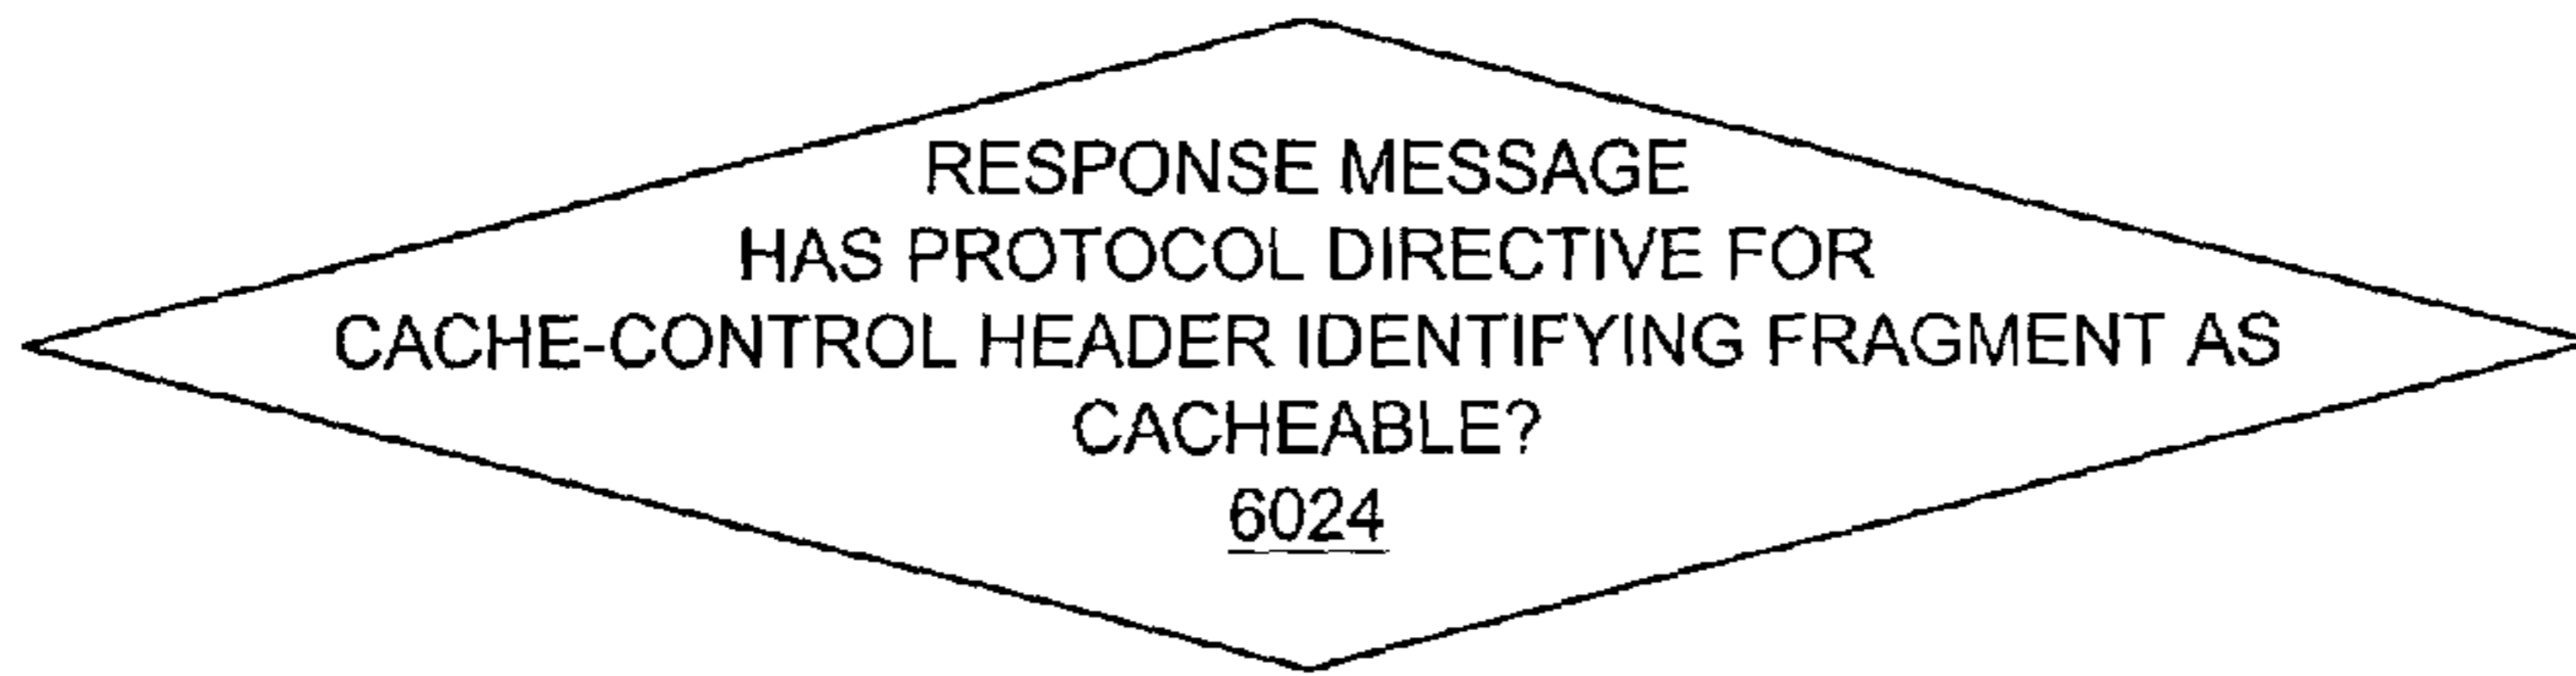 RESPONSE MESSAGE
HAS PROTOCOL DIRECTIVE FOR
CACHE-CONTROL HEADER IDENTIFYING FRAGMENT AS
CACHEABLE?
6024